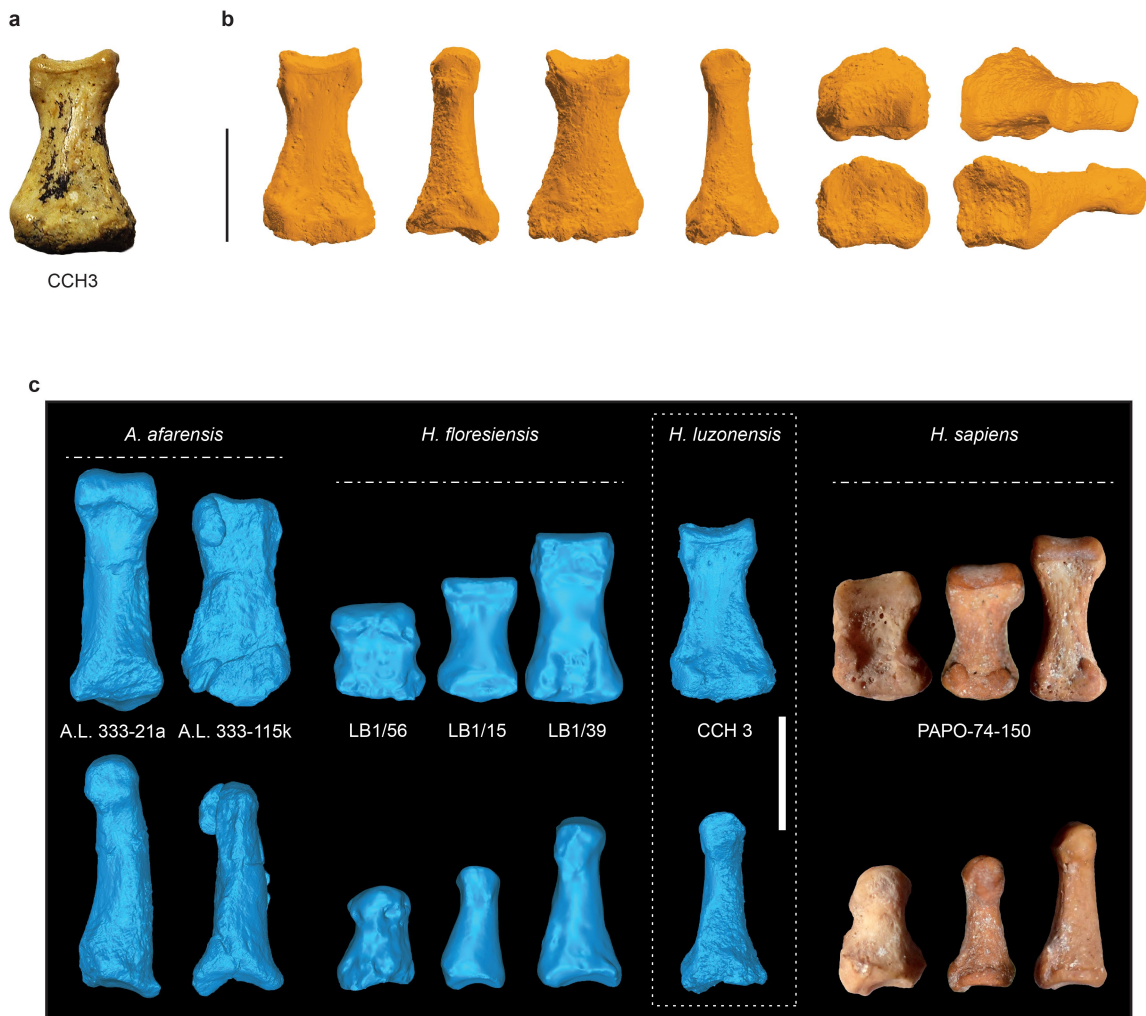 a
b
CCH3
c
A. afarensis
H. floresiensis
H. luzonensis
H. sapiens
A.L. 333-21a
A.L. 333-115k
LB1/56
LB1/15
LB1/39
CCH 3
PAPO-74-150